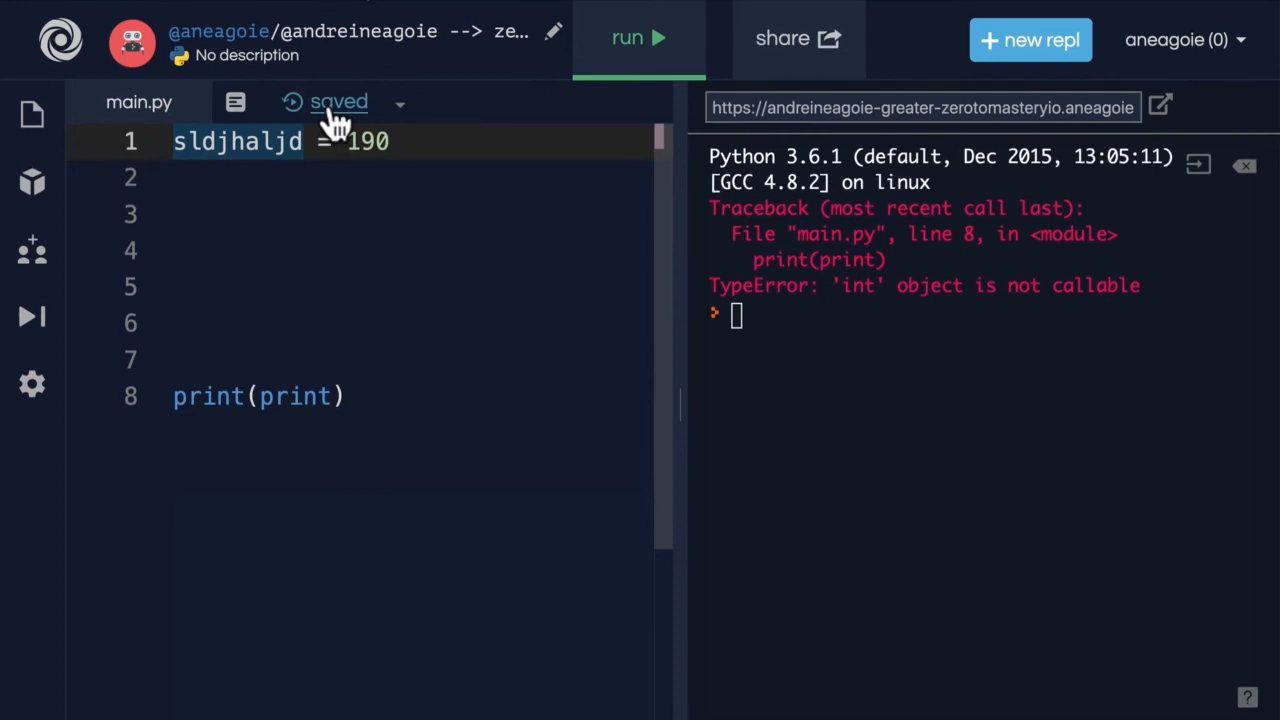 @aneagoie/@andreineagoie --> ze...
No description
run
share
+ new repl
aneagoie (0)
main.py
saved
https://andreineagoie-greater-zerotomasteryio.aneagoie
1 sldjhaljd = 190
2
3
4
5
6
7
8 print(print)
Python 3.6.1 (default, Dec 2015, 13:05:11)
[GCC 4.8.2] on linux
Traceback (most recent call last):
File "main.py", line 8, in <module>
print(print)
TypeError: 'int' object is not callable
?